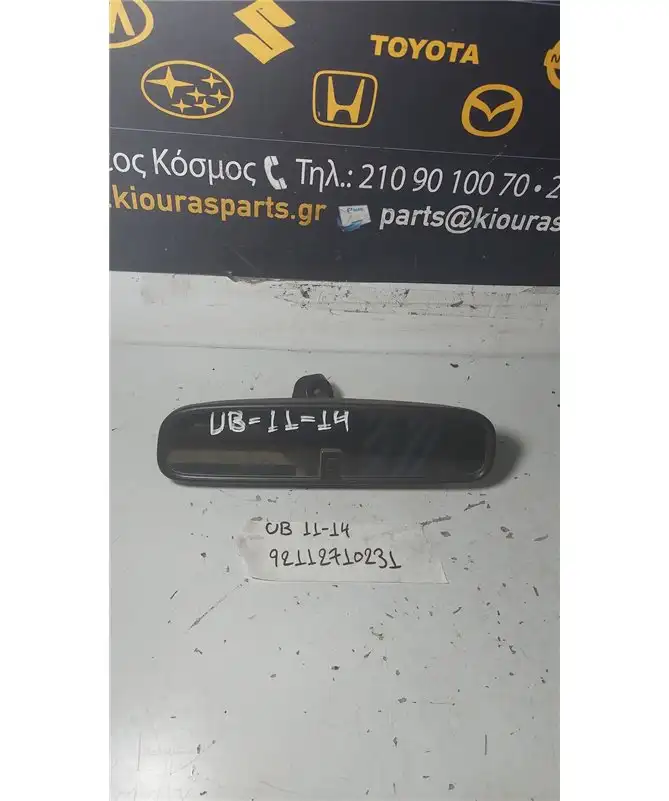 TOYOTA
ος Κόσμος Τηλ.: 210 90 100 70 • 2
.kiourasparts.gr parts@kiouras
UB=11=14
UB 11-14
92112710231